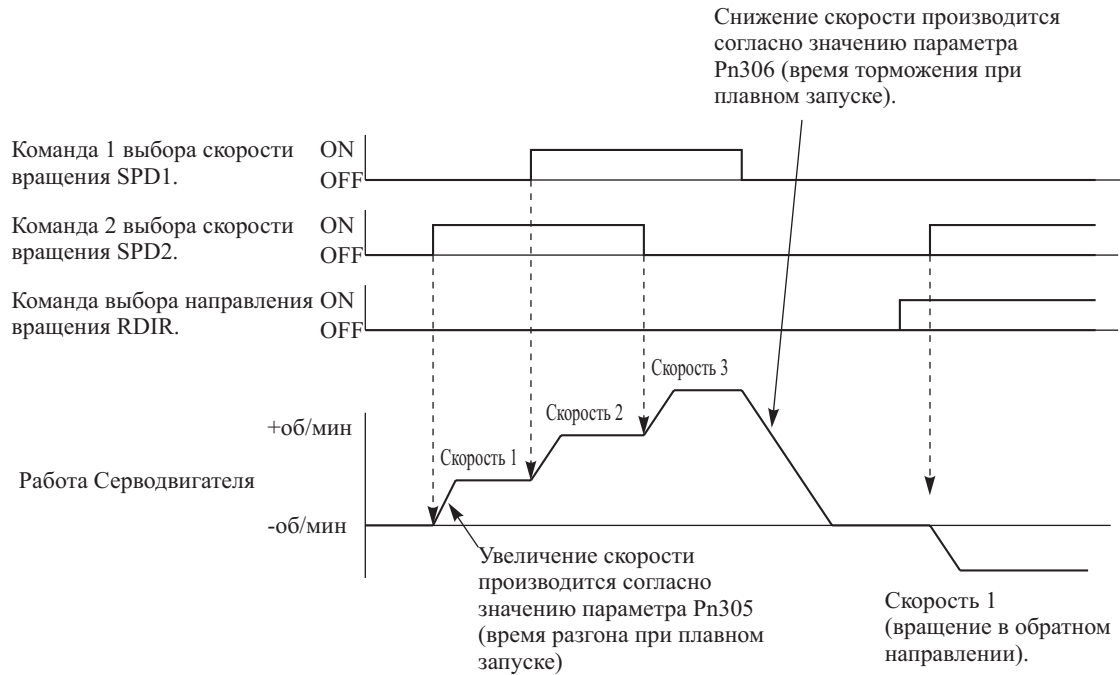 Снижение скорости производится
согласно значению параметра
Pn306 (время торможения при
плавном запуске).
Команда 1 выбора скорости
вращения SPD1.
ON
OFF
Команда 2 выбора скорости
вращения SPD2.
ON
OFF
Команда выбора направления
вращения RDIR.
ON
OFF
Скорость 3
Скорость 2
Скорость 1
+об/мин
Работа Серводвигателя
-об/мин
Увеличение скорости
производится согласно
значению параметра Pn305
(время разгона при плавном
запуске)
Скорость 1
(вращение в обратном
направлении).